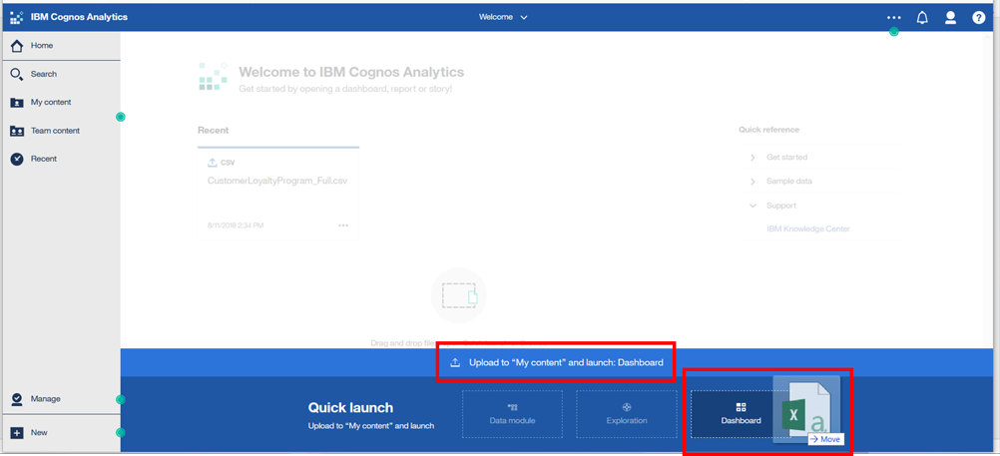 IBM Cognos Analytics
Welcome
?
Home
Search
My content
Team content
Recent
Welcome to IBM Cognos Analytics
Get started by opening a dashboard, report or story!
Recent
CSV
CustomerLoyaltyProgram_Full.csv
8/11/2018 2:34 PM
Quick reference
Get started
Sample data
Support
IBM Knowledge Center
Drag and drop file
Upload to “My content” and launch: Dashboard
Quick launch
Upload to “My content” and launch
Data module
Exploration
Dashboard
X
a
Move
Manage
New